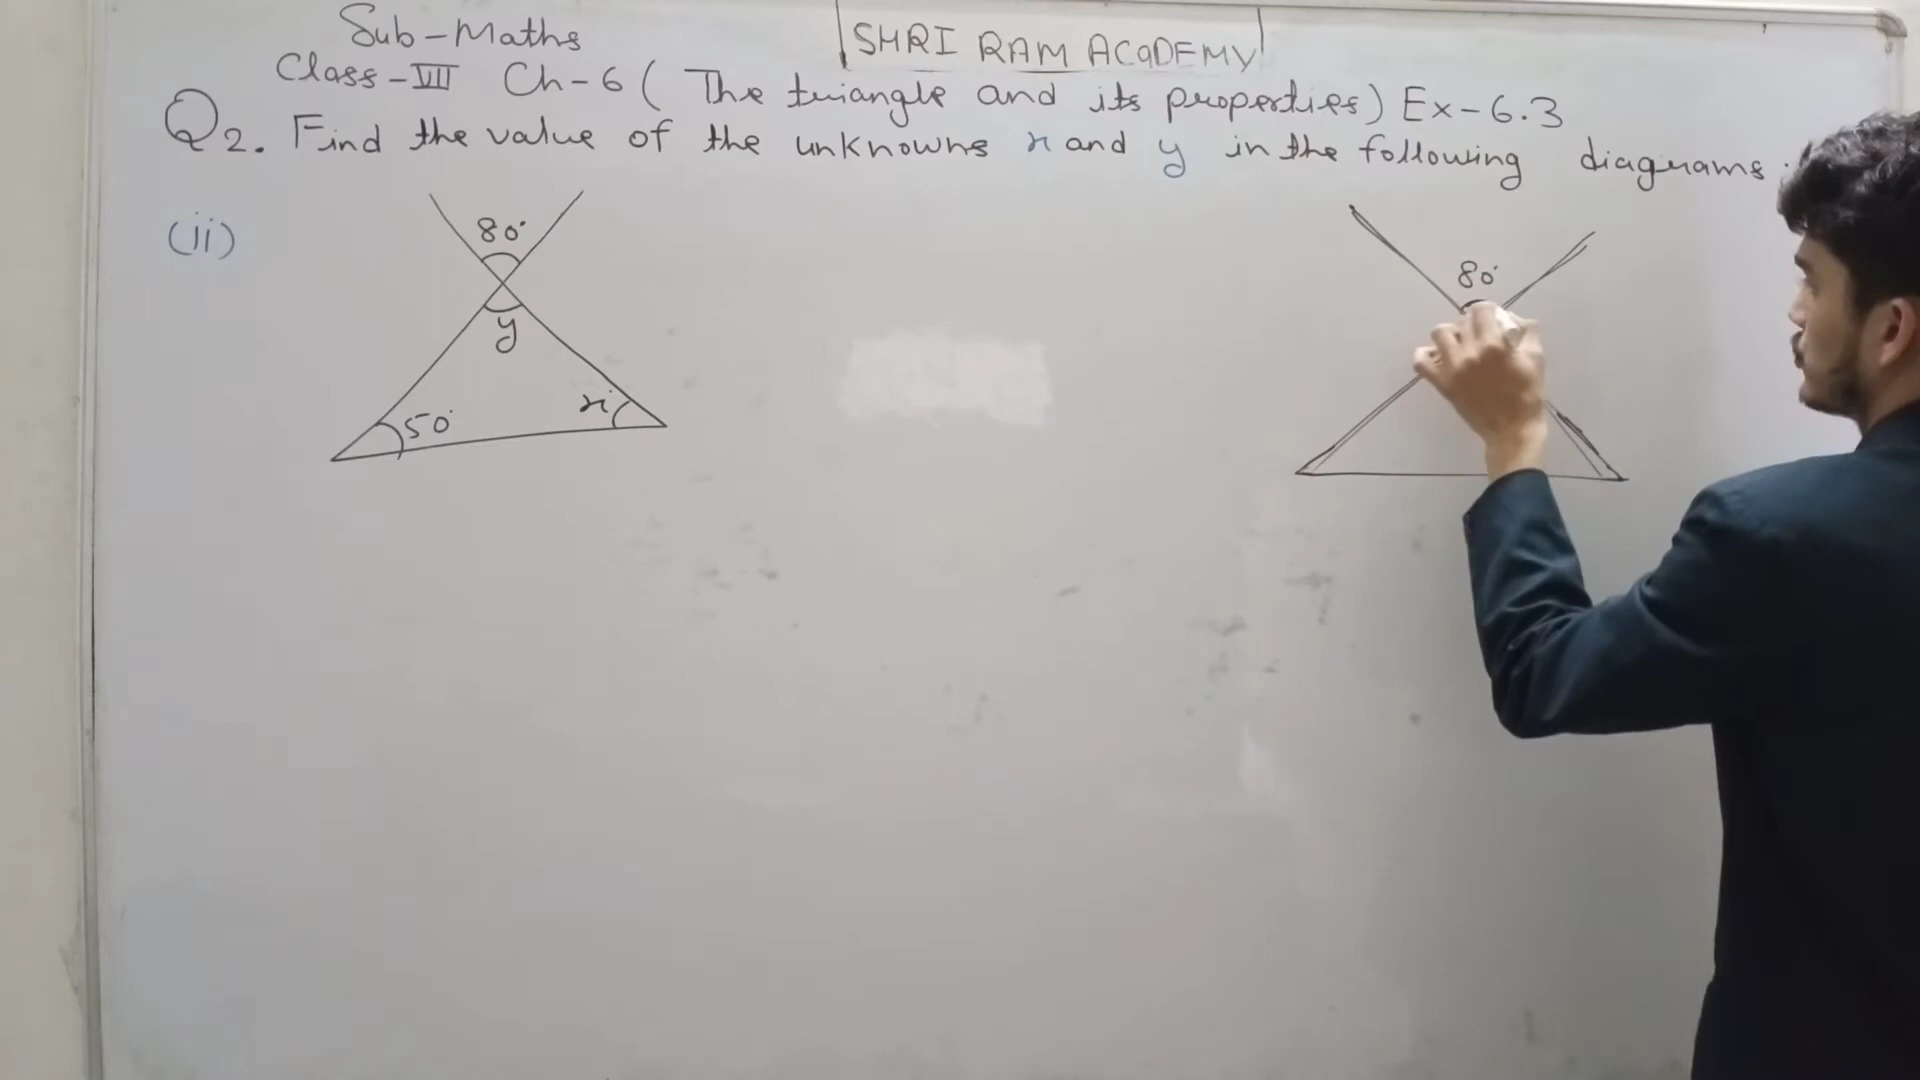 Sub-Maths
SHRI RAM ACADEMY
Class-VII Ch-6 ( The triangle and its properties) Ex-6.3
Q2. Find the value of the unknowns x and y in the following diagrams.
(ii)
80°
y
50°
x
80°